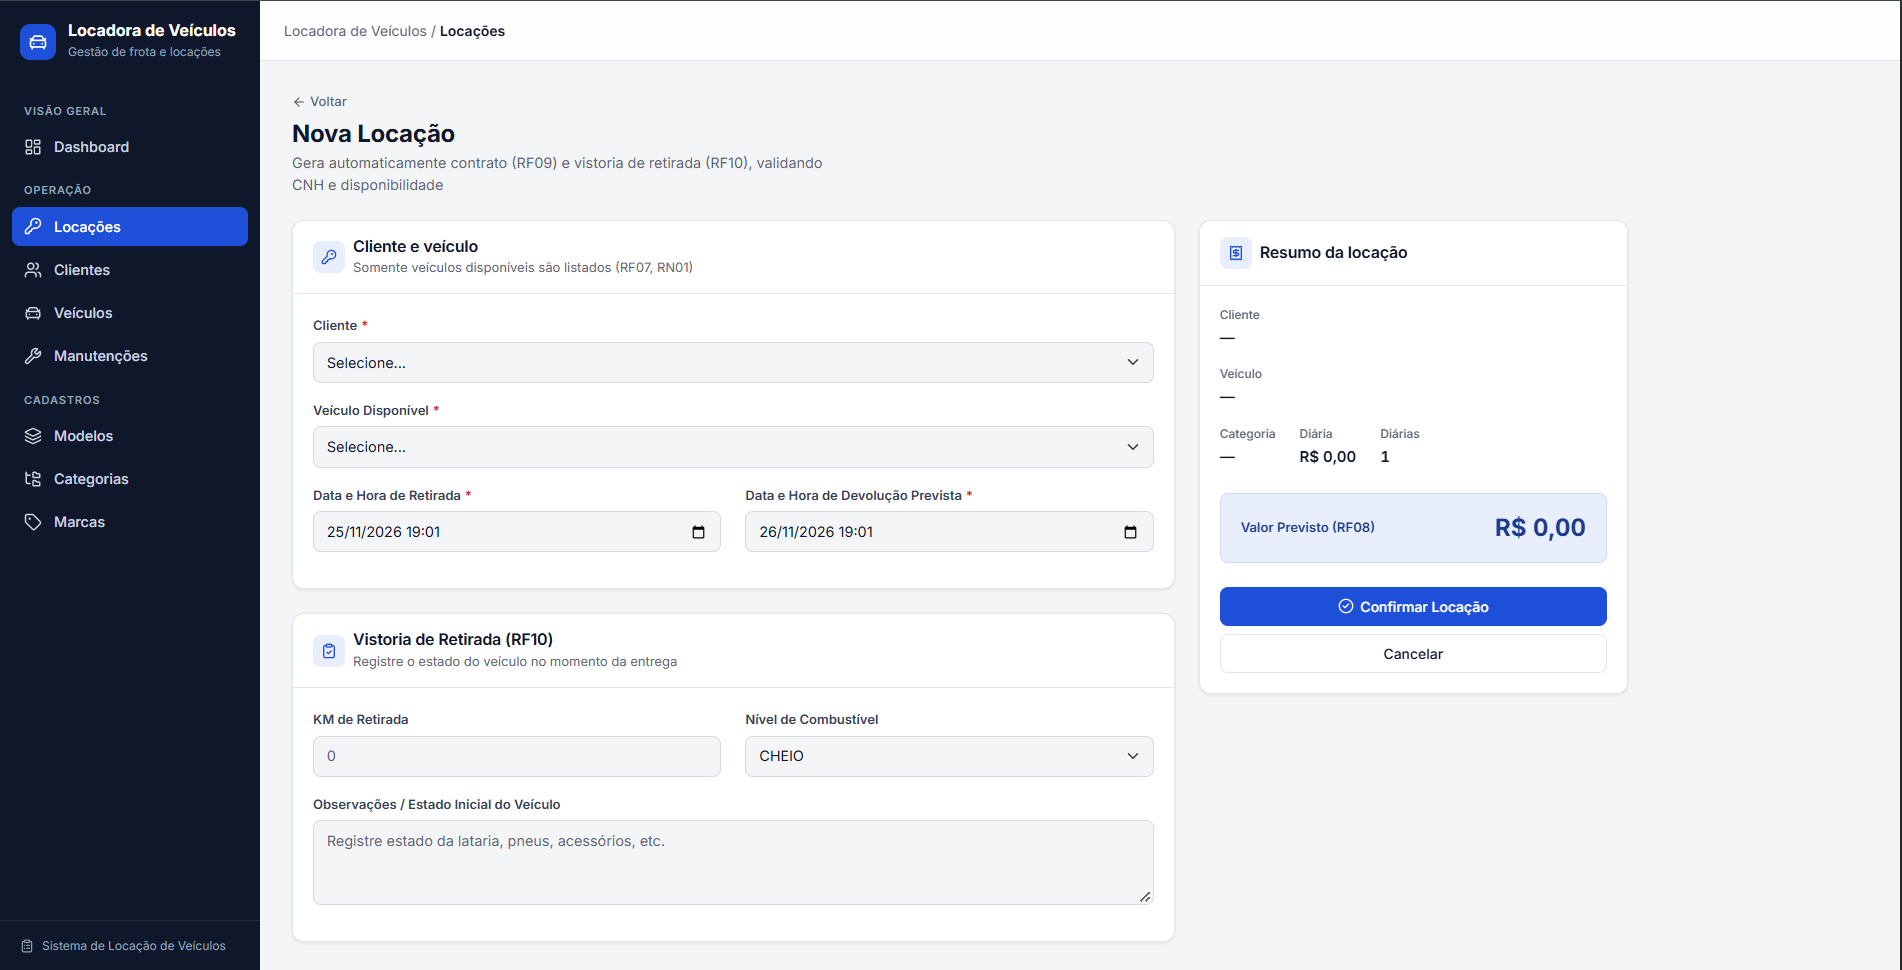 Locadora de Veículos
Gestão de frota e locações
VISÃO GERAL
Dashboard
OPERAÇÃO
Locações
Clientes
Veículos
Manutenções
CADASTROS
Modelos
Categorias
Marcas
Sistema de Locação de Veículos
Locadora de Veículos / Locações
Voltar
Nova Locação
Gera automaticamente contrato (RF09) e vistoria de retirada (RF10), validando
CNH e disponibilidade
Cliente e veículo
Somente veículos disponíveis são listados (RF07, RN01)
Cliente *
Selecione...
Veículo Disponível *
Selecione...
Data e Hora de Retirada * Data e Hora de Devolução Prevista *
25/11/2026 19:01 26/11/2026 19:01
Vistoria de Retirada (RF10)
Registre o estado do veículo no momento da entrega
KM de Retirada Nível de Combustível
0 CHEIO
Observações / Estado Inicial do Veículo
Registre estado da lataria, pneus, acessórios, etc.
Resumo da locação
Cliente
—
Veículo
—
Categoria Diária Diárias
— R$ 0,00 1
Valor Previsto (RF08) R$ 0,00
Confirmar Locação
Cancelar